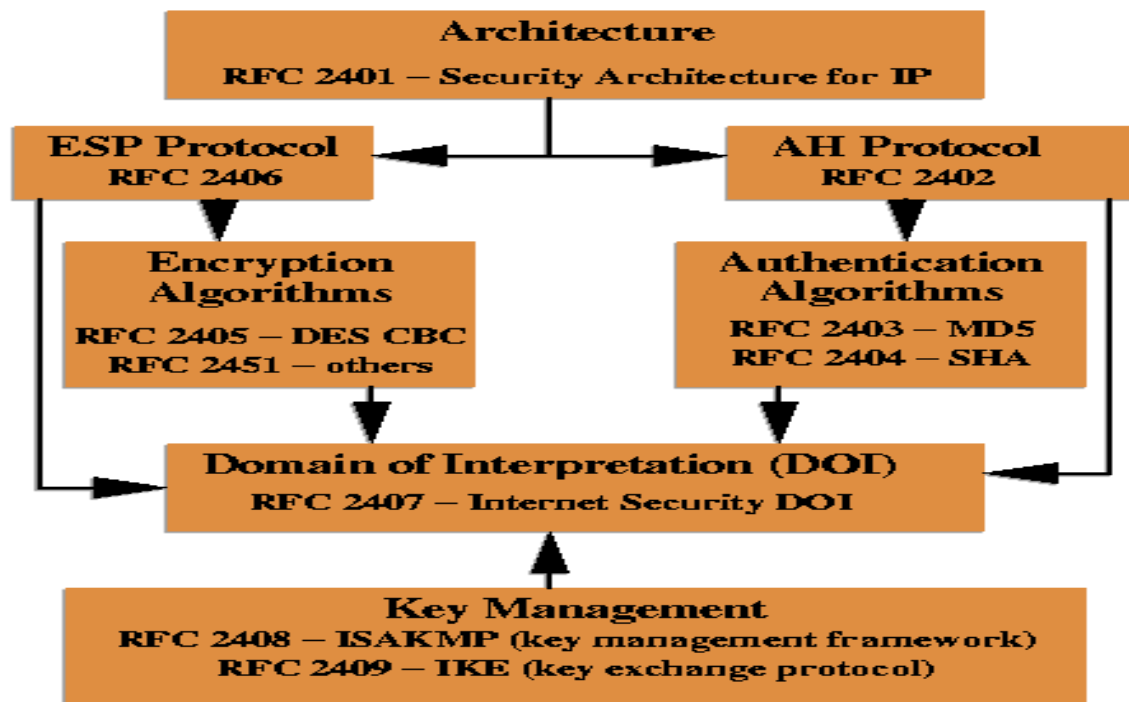 Architecture
RFC 2401 – Security Architecture for IP
ESP Protocol
RFC 2406
AH Protocol
RFC 2402
Encryption
Algorithms
RFC 2405 – DES CBC
RFC 2451 – others
Authentication
Algorithms
RFC 2403 – MD5
RFC 2404 – SHA
Domain of Interpretation (DOI)
RFC 2407 – Internet Security DOI
Key Management
RFC 2408 – ISAKMP (key management framework)
RFC 2409 – IKE (key exchange protocol)